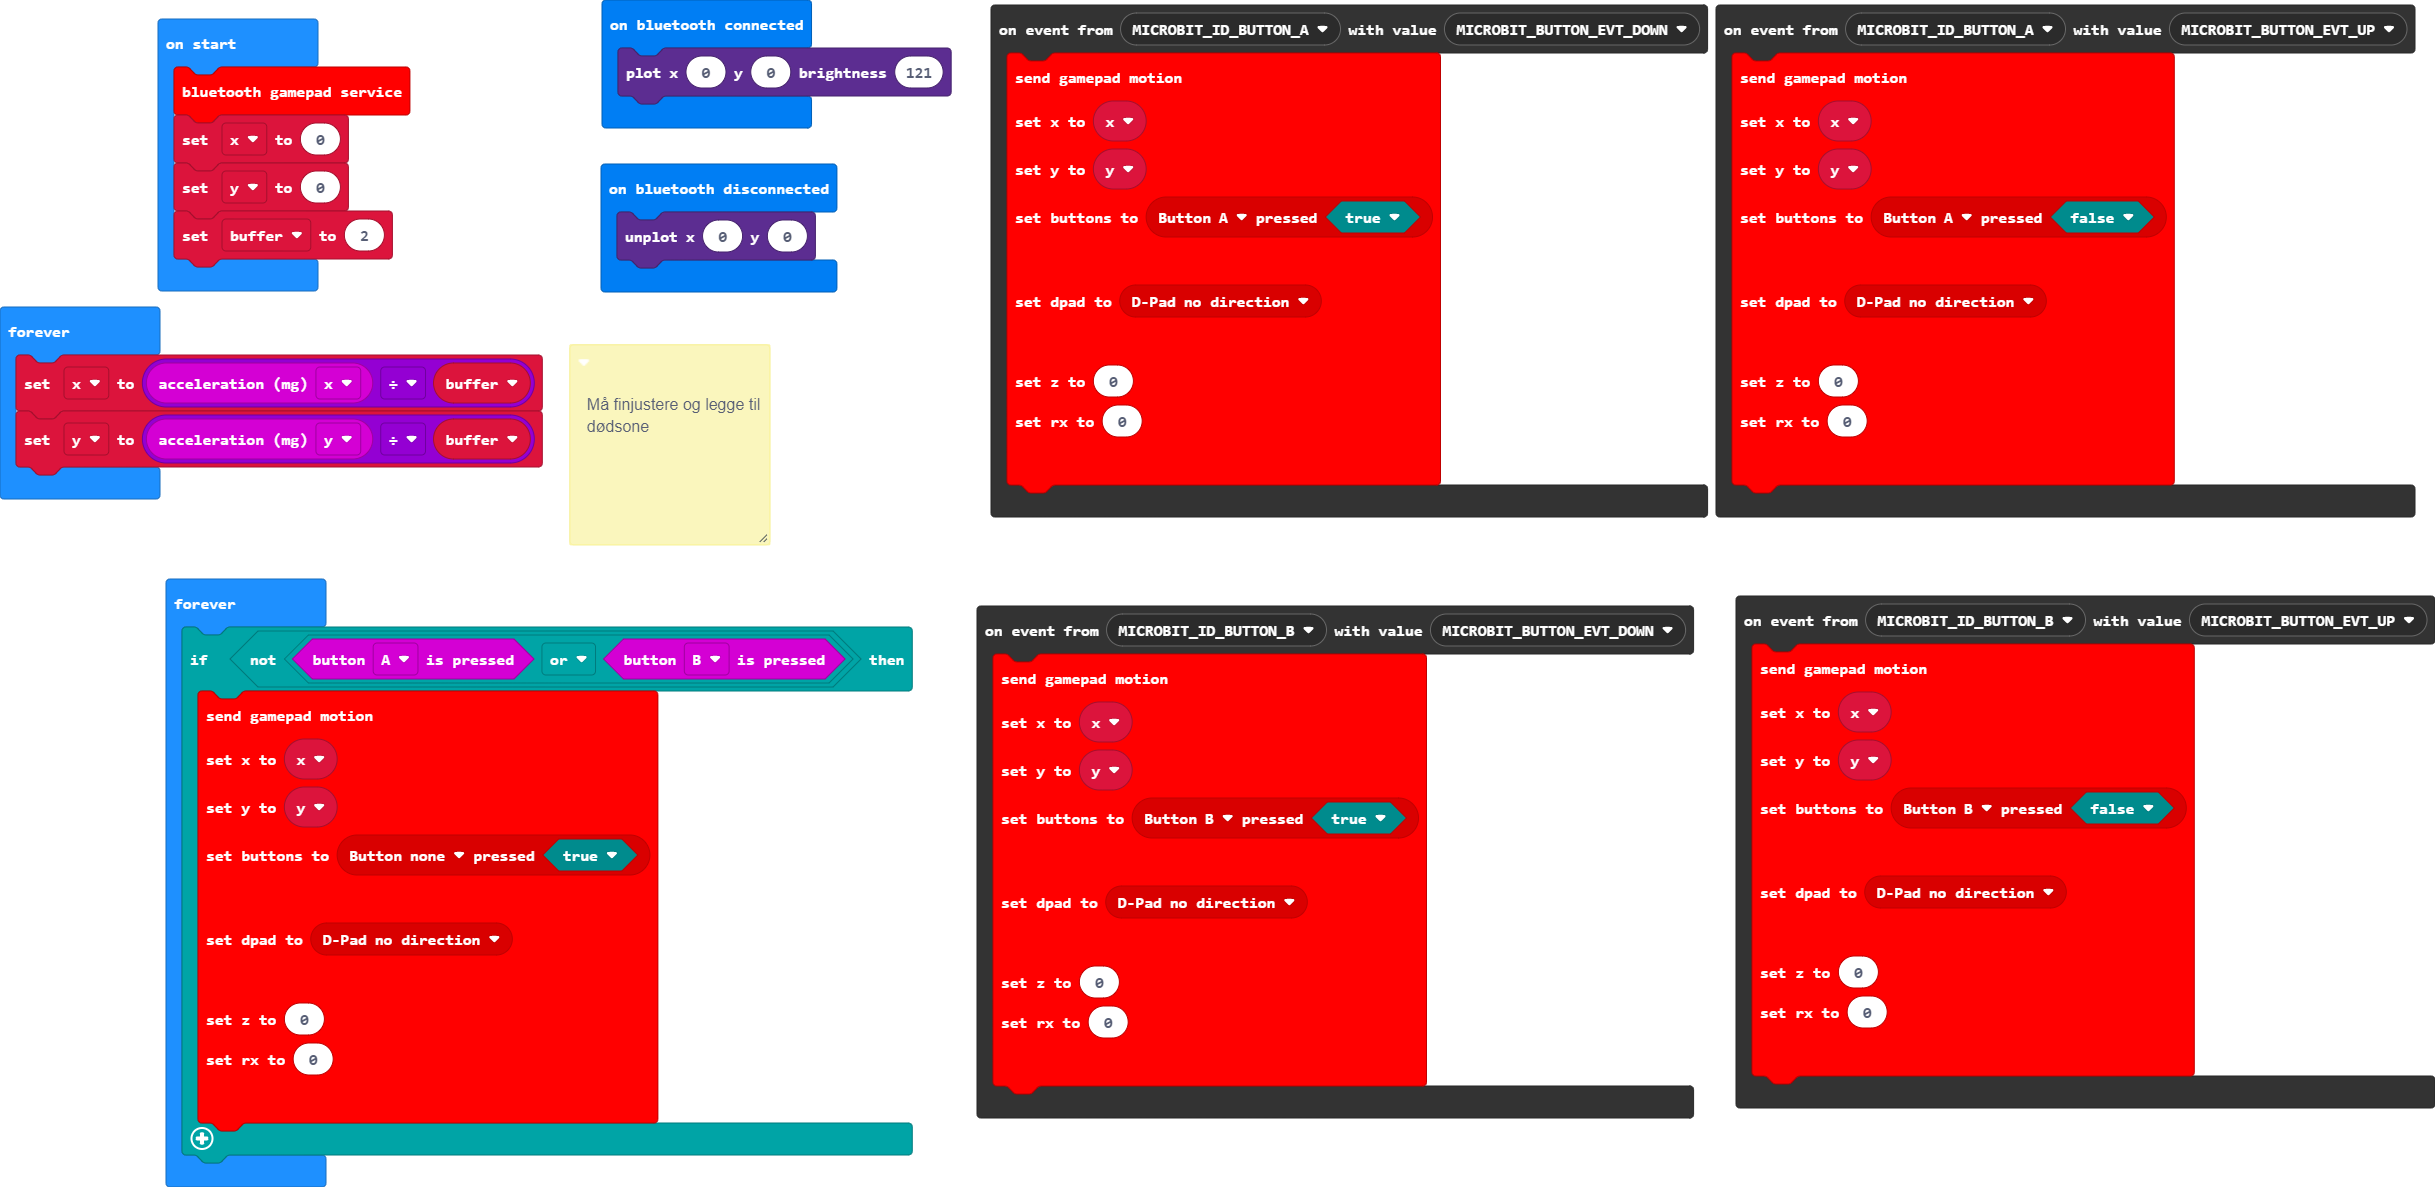 on start
bluetooth gamepad service
set x to 0
set y to 0
set buffer to 2
on bluetooth connected
plot x 0 y 0 brightness 121
on bluetooth disconnected
unplot x 0 y 0
forever
set x to acceleration (mg) x ÷ buffer
set y to acceleration (mg) y ÷ buffer
Må finjustere og legge til
dødsone
on event from MICROBIT_ID_BUTTON_A with value MICROBIT_BUTTON_EVT_DOWN
send gamepad motion
set x to x
set y to y
set buttons to Button A pressed true
set dpad to D-Pad no direction
set z to 0
set rx to 0
on event from MICROBIT_ID_BUTTON_A with value MICROBIT_BUTTON_EVT_UP
send gamepad motion
set x to x
set y to y
set buttons to Button A pressed false
set dpad to D-Pad no direction
set z to 0
set rx to 0
forever
if not button A is pressed or button B is pressed then
send gamepad motion
set x to x
set y to y
set buttons to Button none pressed true
set dpad to D-Pad no direction
set z to 0
set rx to 0
on event from MICROBIT_ID_BUTTON_B with value MICROBIT_BUTTON_EVT_DOWN
send gamepad motion
set x to x
set y to y
set buttons to Button B pressed true
set dpad to D-Pad no direction
set z to 0
set rx to 0
on event from MICROBIT_ID_BUTTON_B with value MICROBIT_BUTTON_EVT_UP
send gamepad motion
set x to x
set y to y
set buttons to Button B pressed false
set dpad to D-Pad no direction
set z to 0
set rx to 0